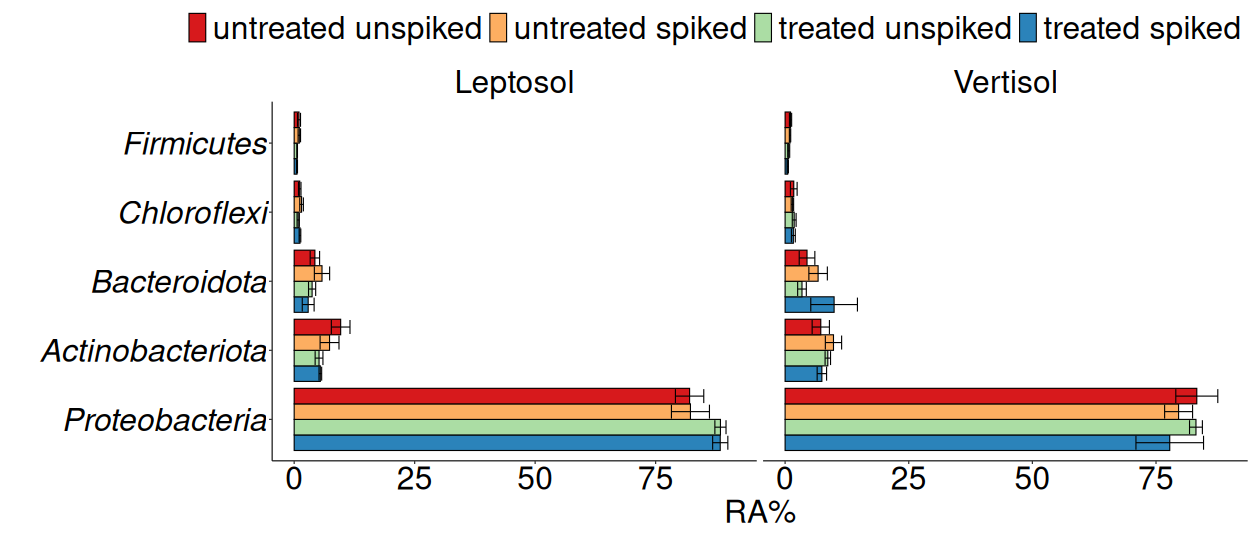 untreated unspiked untreated spiked treated unspiked treated spiked
Leptosol Vertisol
Firmicutes
Chloroflexi
Bacteroidota
Actinobacteriota
Proteobacteria
0 25 50 75 0 25 50 75
RA%